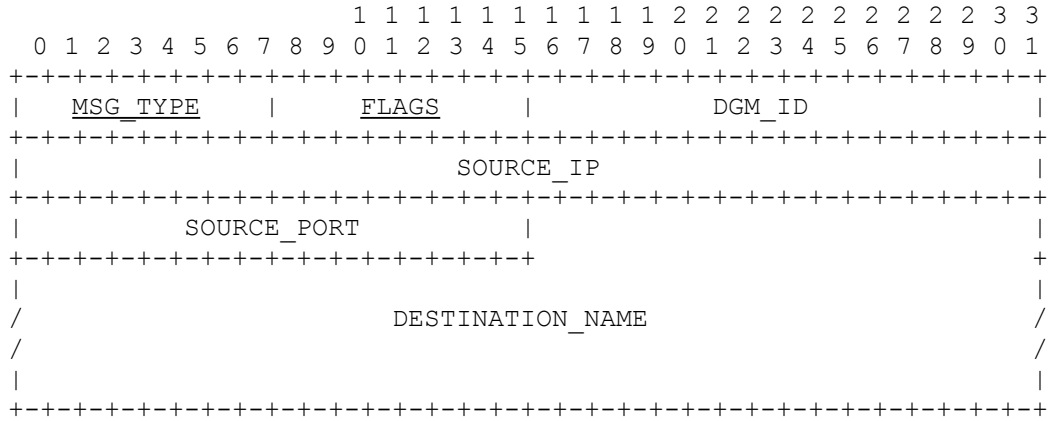 1 1 1 1 1 1 1 1 1 1 2 2 2 2 2 2 2 2 2 2 3 3
 0 1 2 3 4 5 6 7 8 9 0 1 2 3 4 5 6 7 8 9 0 1 2 3 4 5 6 7 8 9 0 1
+-+-+-+-+-+-+-+-+-+-+-+-+-+-+-+-+-+-+-+-+-+-+-+-+-+-+-+-+-+-+-+-+
|   MSG_TYPE    |     FLAGS     |           DGM_ID              |
+-+-+-+-+-+-+-+-+-+-+-+-+-+-+-+-+-+-+-+-+-+-+-+-+-+-+-+-+-+-+-+-+
|                           SOURCE_IP                           |
+-+-+-+-+-+-+-+-+-+-+-+-+-+-+-+-+-+-+-+-+-+-+-+-+-+-+-+-+-+-+-+-+
|          SOURCE_PORT          |                               |
+-+-+-+-+-+-+-+-+-+-+-+-+-+-+-+-+                               +
|                                                               |
/                       DESTINATION_NAME                        /
/                                                               /
|                                                               |
+-+-+-+-+-+-+-+-+-+-+-+-+-+-+-+-+-+-+-+-+-+-+-+-+-+-+-+-+-+-+-+-+